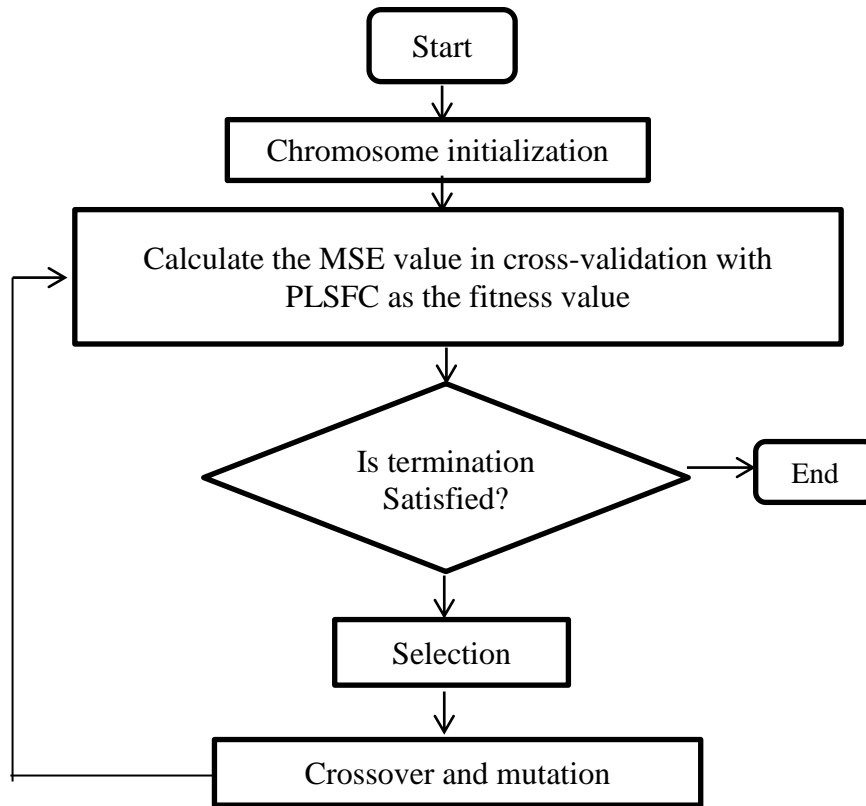 Start
Chromosome initialization
Calculate the MSE value in cross-validation with
PLSFC as the fitness value
Is termination
Satisfied?
End
Selection
Crossover and mutation